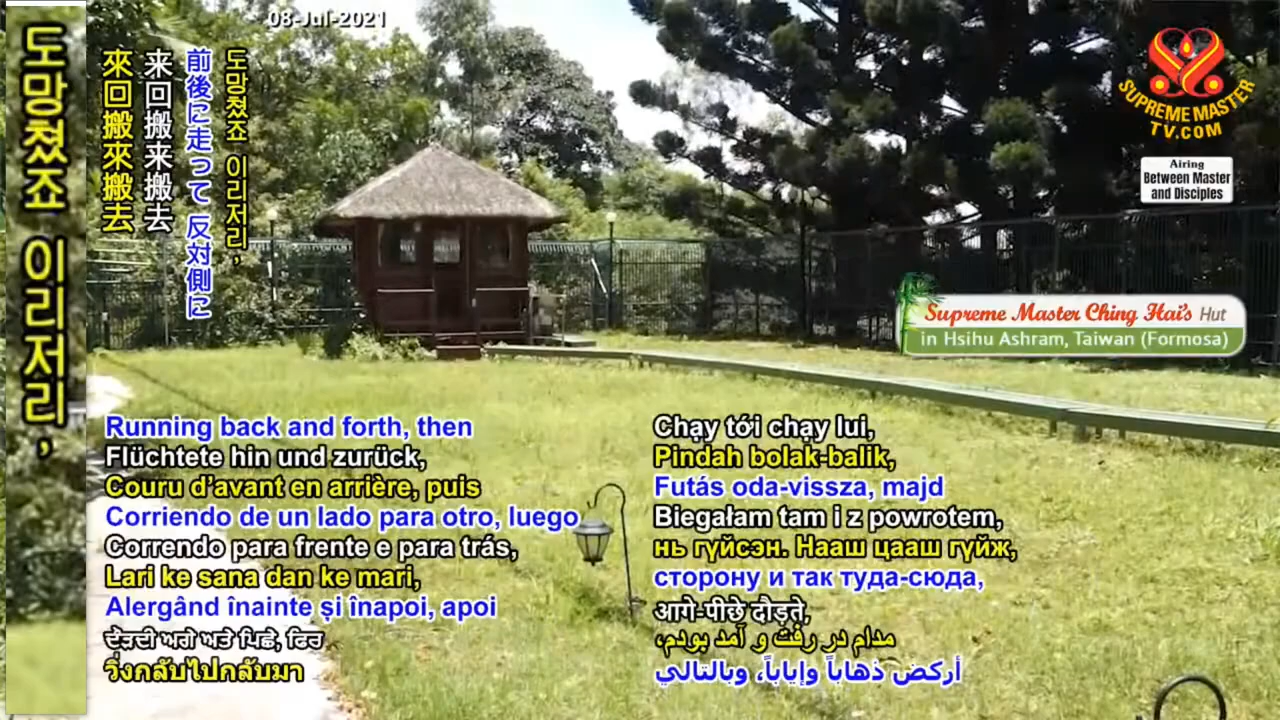 08-Jul-2021
도망쳤죠 이리저리,
來回搬來搬去
来回搬来搬去
前後に走って 反対側に
도망쳤죠 이리저리,
SUPREME MASTER
TV.COM
Airing
Between Master
and Disciples
Supreme Master Ching Hai's Hut
in Hsihu Ashram, Taiwan (Formosa)
Running back and forth, then
Flüchtete hin und zurück,
Couru d'avant en arrière, puis
Corriendo de un lado para otro, luego
Correndo para frente e para trás,
Lari ke sana dan ke mari,
Alergând înainte și înapoi, apoi
ਦੌੜਦੀ ਅਗੇ ਅਤੇ ਪਿਛੇ, ਫਿਰ
วิ่งกลับไปกลับมา
Chạy tới chạy lui,
Pindah bolak-balik,
Futás oda-vissza, majd
Biegałam tam i z powrotem,
нь гүйсэн. Нааш цааш гүйж,
сторону и так туда-сюда,
आगे-पीछे दौड़ते,
مدام در رفت و آمد بودم،
أركض ذهاباً وإياباً، وبالتالي